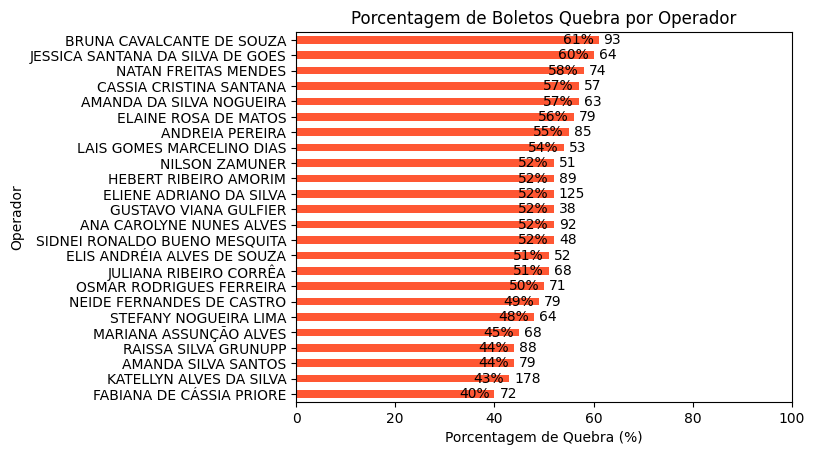 Porcentagem de Boletos Quebra por Operador
BRUNA CAVALCANTE DE SOUZA 61% 93
JESSICA SANTANA DA SILVA DE GOES 60% 64
NATAN FREITAS MENDES 58% 74
CASSIA CRISTINA SANTANA 57% 57
AMANDA DA SILVA NOGUEIRA 57% 63
ELAINE ROSA DE MATOS 56% 79
ANDREIA PEREIRA 55% 85
LAIS GOMES MARCELINO DIAS 54% 53
NILSON ZAMUNER 52% 51
HEBERT RIBEIRO AMORIM 52% 89
ELIENE ADRIANO DA SILVA 52% 125
GUSTAVO VIANA GULFIER 52% 38
ANA CAROLYNE NUNES ALVES 52% 92
SIDNEI RONALDO BUENO MESQUITA 52% 48
ELIS ANDRÉIA ALVES DE SOUZA 51% 52
JULIANA RIBEIRO CORRÊA 51% 68
OSMAR RODRIGUES FERREIRA 50% 71
NEIDE FERNANDES DE CASTRO 49% 79
STEFANY NOGUEIRA LIMA 48% 64
MARIANA ASSUNÇÃO ALVES 45% 68
RAISSA SILVA GRUNUPP 44% 88
AMANDA SILVA SANTOS 44% 79
KATELLYN ALVES DA SILVA 43% 178
FABIANA DE CÁSSIA PRIORE 40% 72
Operador
0 20 40 60 80 100
Porcentagem de Quebra (%)